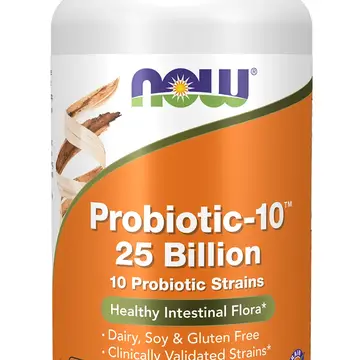 now®
Probiotic-10™
25 Billion
10 Probiotic Strains
Healthy Intestinal Flora*
• Dairy, Soy & Gluten Free
• Clinically Validated Strains*